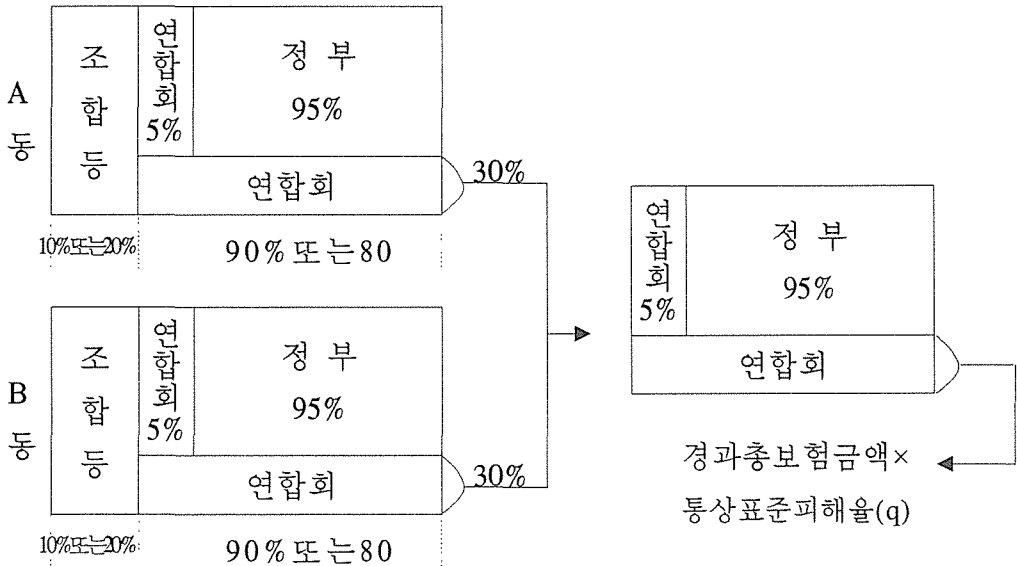 A동
조합등
연합회 5%
정 부
95%
연합회
30%
10%또는20%
90%또는80
B동
조합등
연합회 5%
정 부
95%
연합회
30%
10%또는20%
90%또는80
연합회 5%
정 부
95%
연합회
경과총보험금액×
통상표준피해율(q)